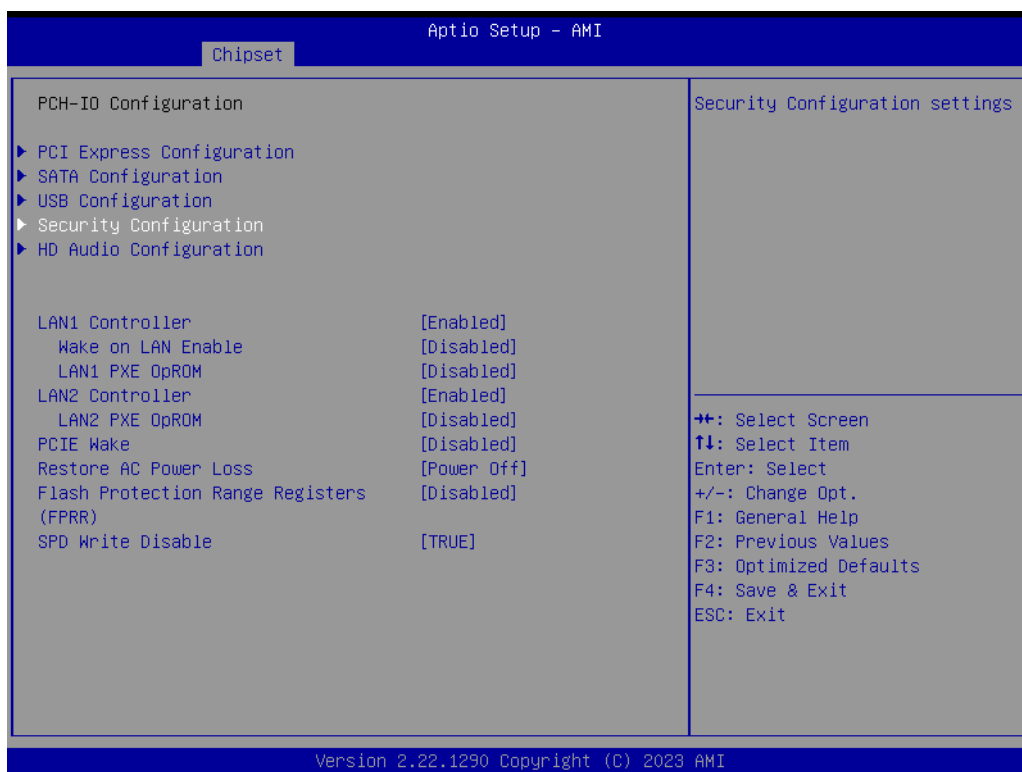 Aptio Setup – AMI
Chipset
PCH-IO Configuration
Security Configuration settings
▶ PCI Express Configuration
▶ SATA Configuration
▶ USB Configuration
▶ Security Configuration
▶ HD Audio Configuration
LAN1 Controller [Enabled]
Wake on LAN Enable [Disabled]
LAN1 PXE OpROM [Disabled]
LAN2 Controller [Enabled]
LAN2 PXE OpROM [Disabled]
PCIE Wake [Disabled]
Restore AC Power Loss [Power Off]
Flash Protection Range Registers [Disabled]
(FPRR)
SPD Write Disable [TRUE]
→←: Select Screen
↑↓: Select Item
Enter: Select
+/-: Change Opt.
F1: General Help
F2: Previous Values
F3: Optimized Defaults
F4: Save & Exit
ESC: Exit
Version 2.22.1290 Copyright (C) 2023 AMI